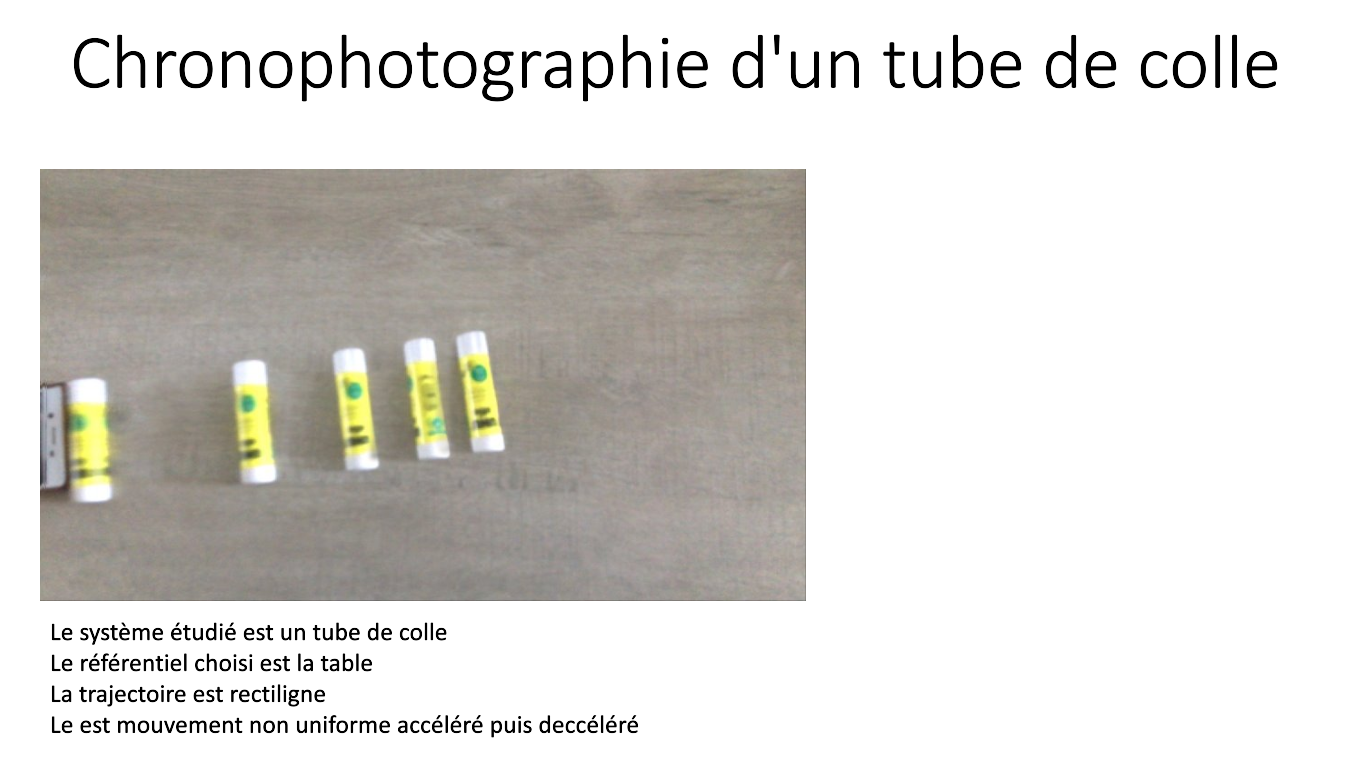 Chronophotographie d'un tube de colle
Le système étudié est un tube de colle
Le référentiel choisi est la table
La trajectoire est rectiligne
Le est mouvement non uniforme accéléré puis deccéléré